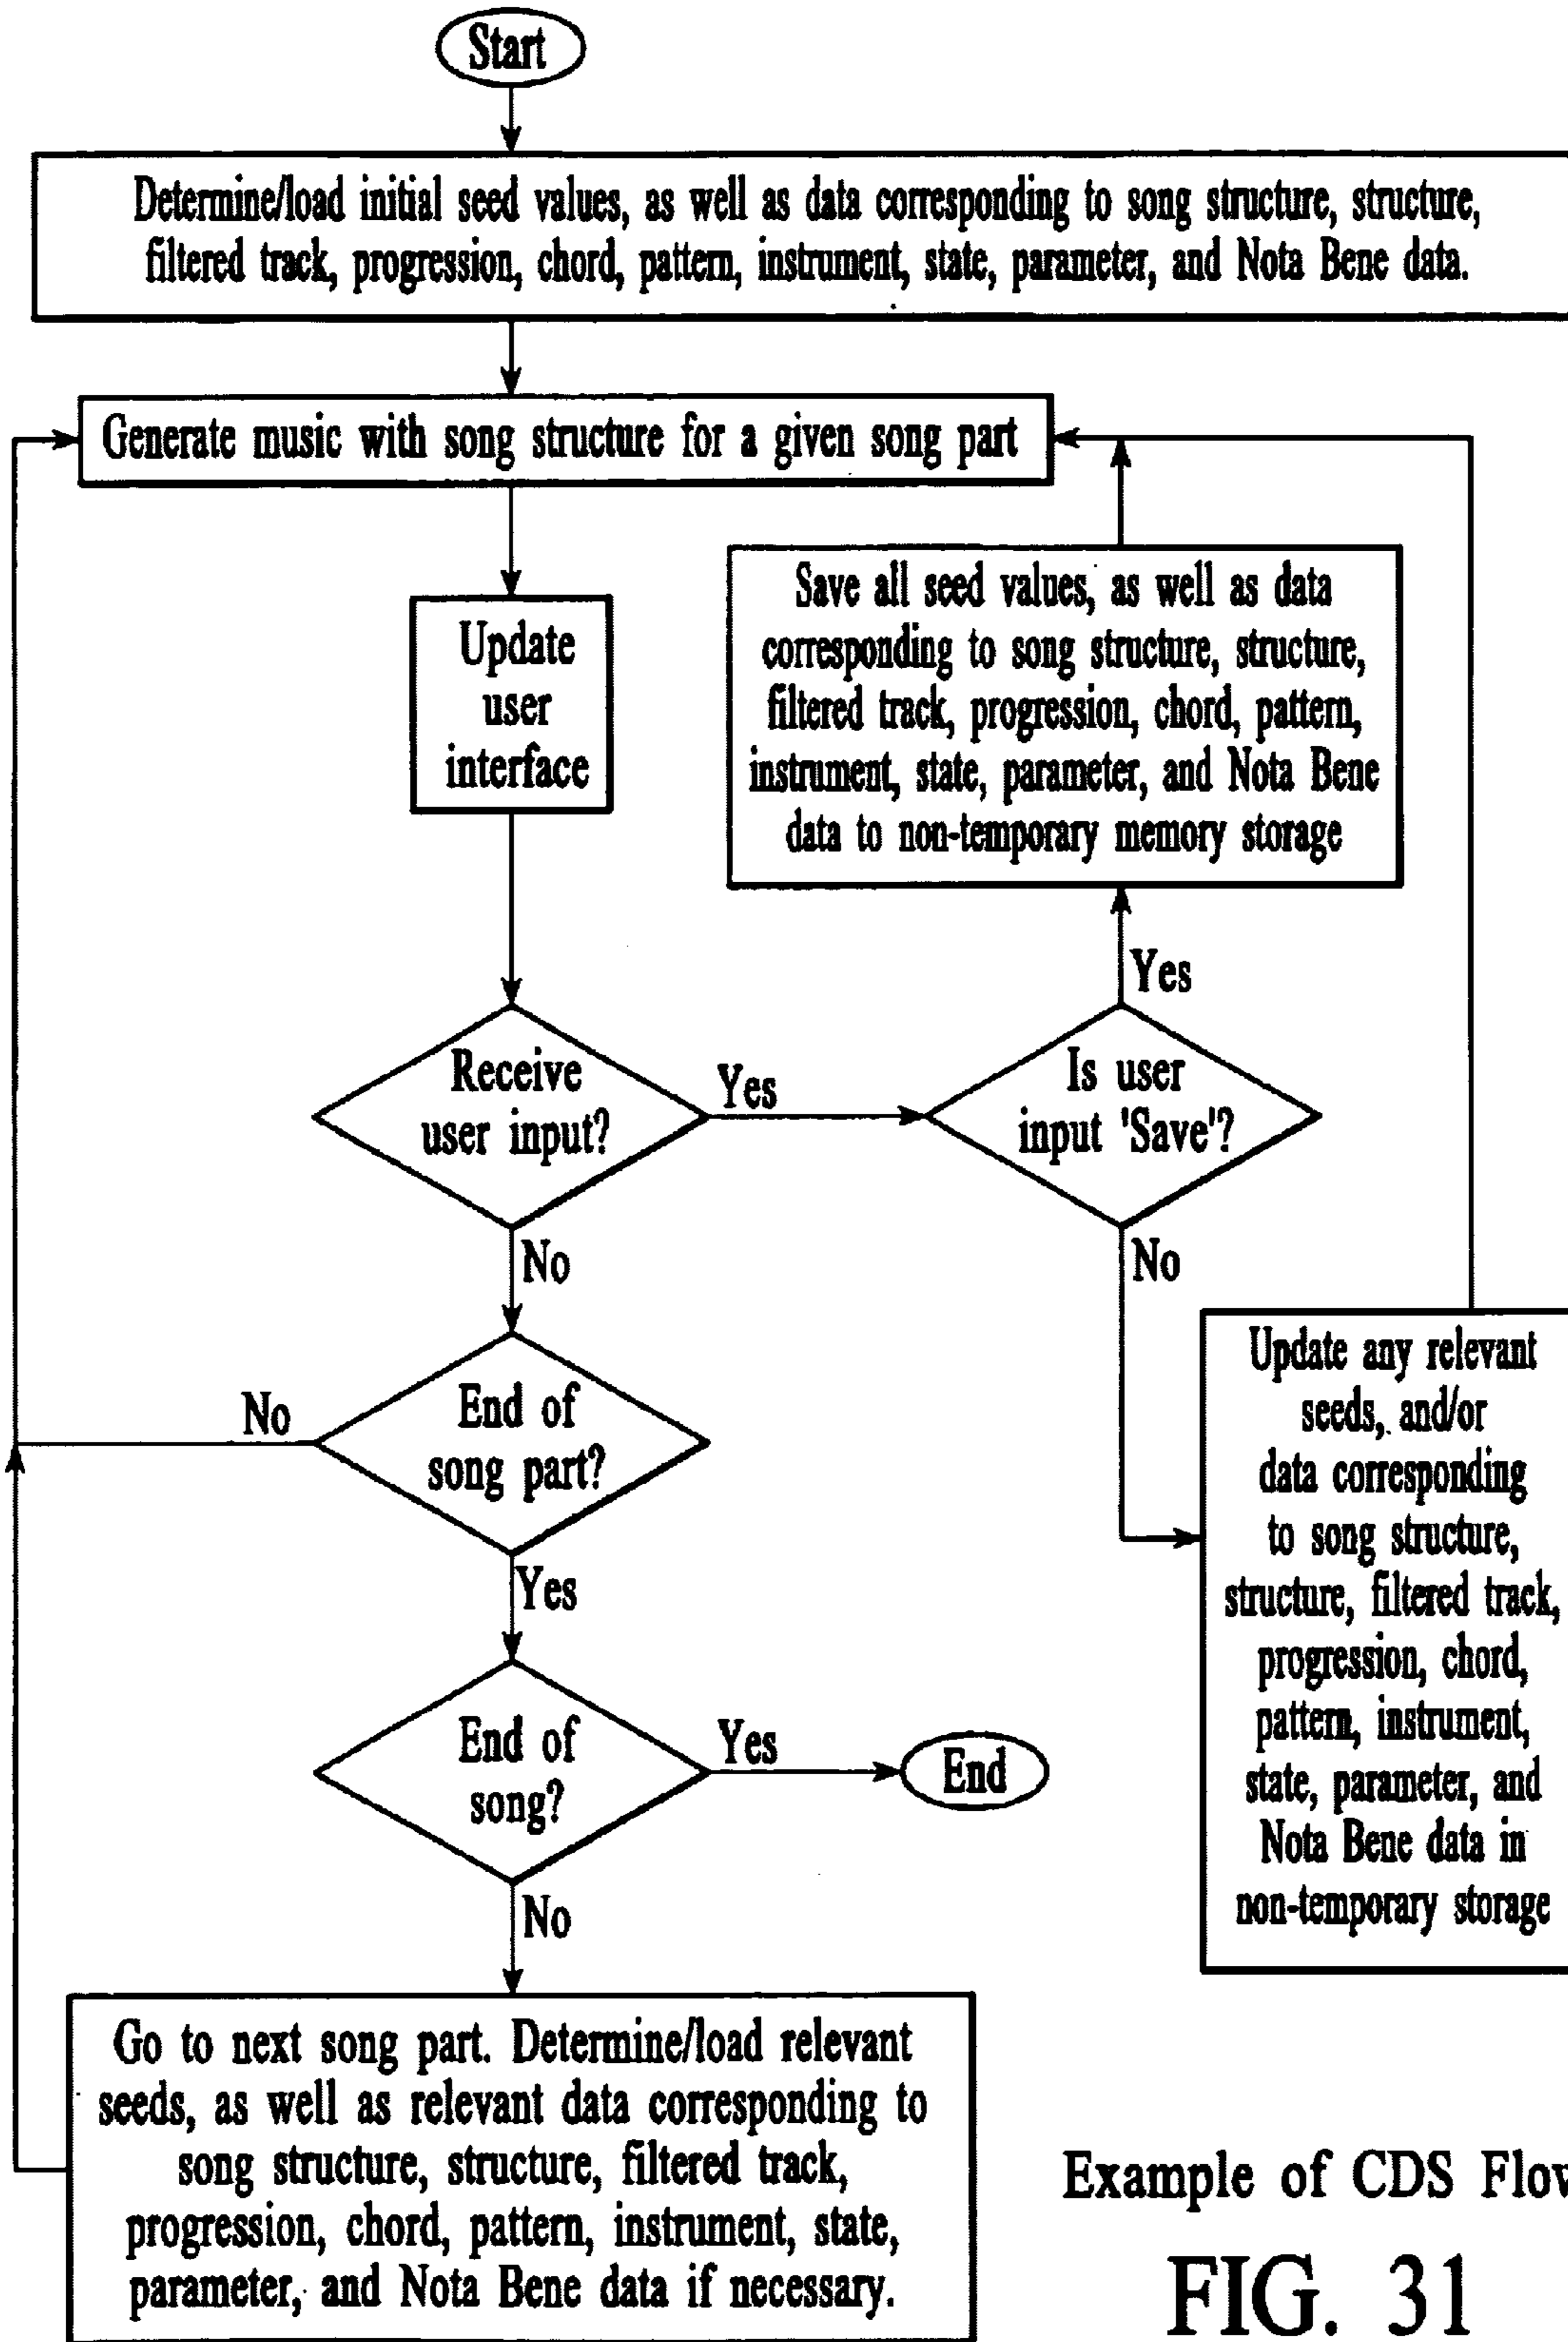 Start
Determine/load initial seed values, as well as data corresponding to song structure, structure,
filtered track, progression, chord, pattern, instrument, state, parameter, and Nota Bene data.
Generate music with song structure for a given song part
Update
user
interface
Save all seed values, as well as data
corresponding to song structure, structure,
filtered track, progression, chord, pattern,
instrument, state, parameter, and Nota Bene
data to non-temporary memory storage
Yes
Receive
user input?
Yes
Is user
input 'Save'?
No
No
Update any relevant
seeds, and/or
data corresponding
to song structure,
structure, filtered track,
progression, chord,
pattern, instrument,
state, parameter, and
Nota Bene data in
non-temporary storage
End of
song part?
No
Yes
End of
song?
Yes
End
No
Go to next song part. Determine/load relevant
seeds, as well as relevant data corresponding to
song structure, structure, filtered track,
progression, chord, pattern, instrument, state,
parameter, and Nota Bene data if necessary.
Example of CDS Flow
FIG. 31